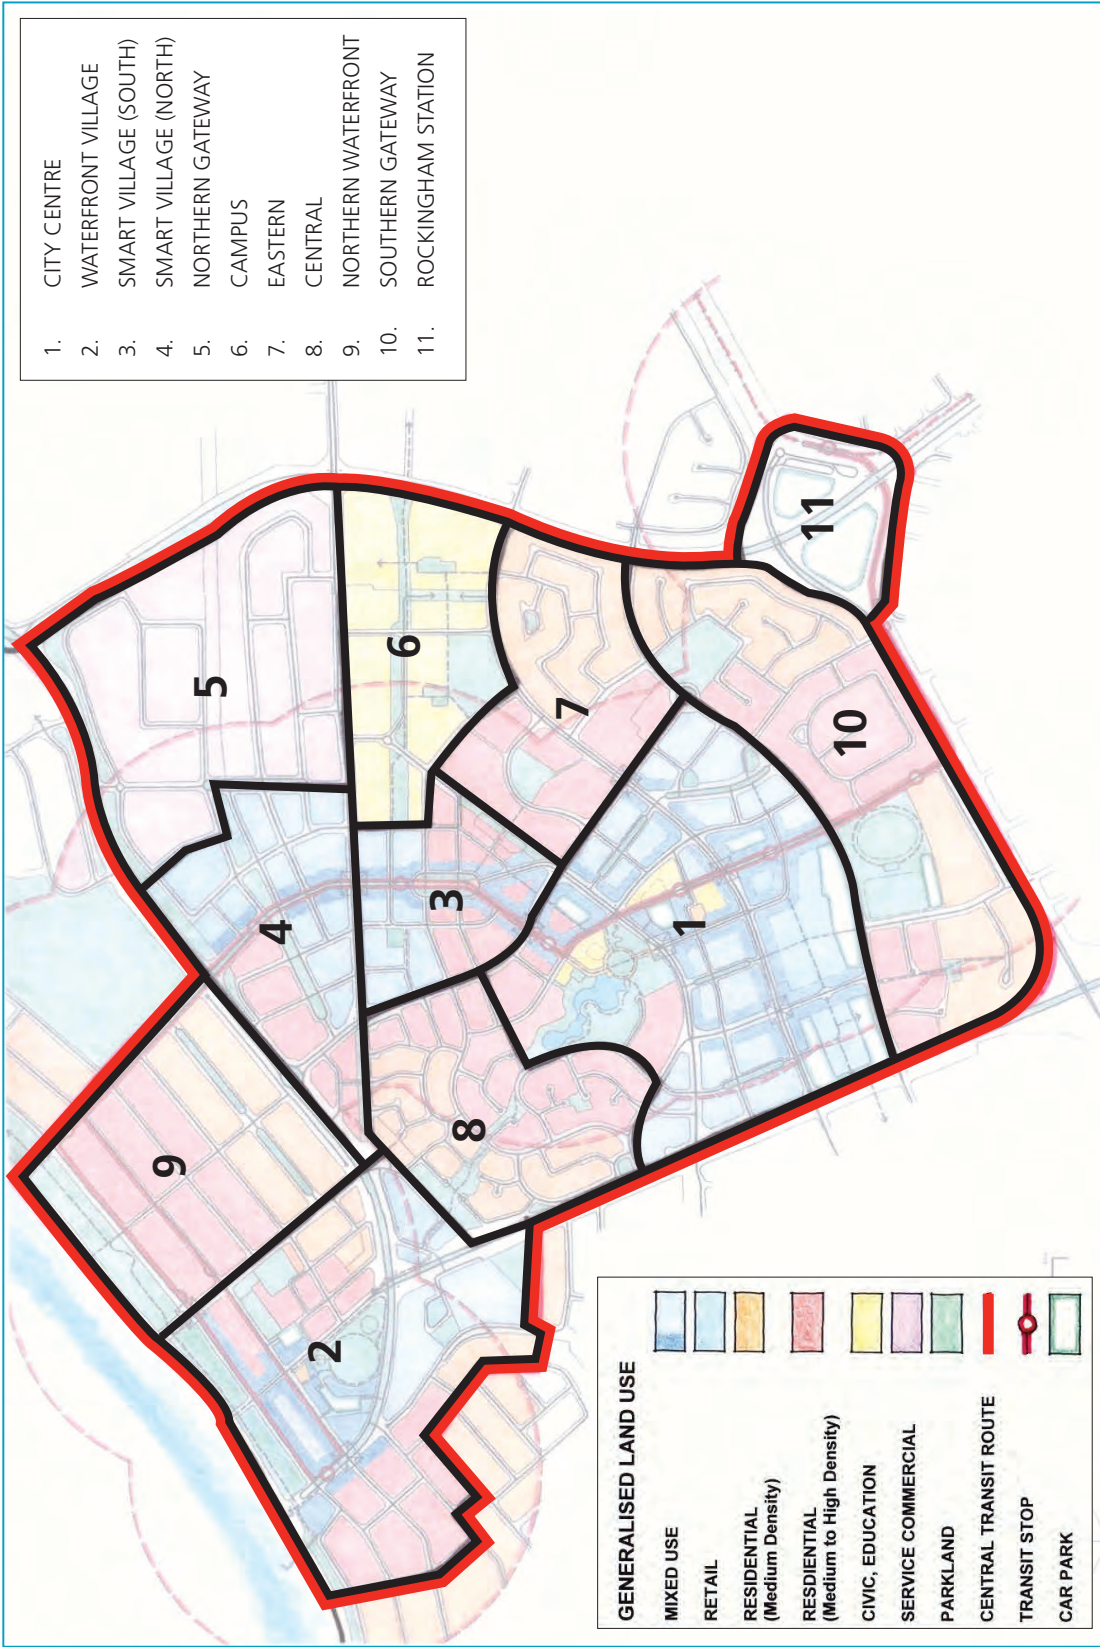 1. CITY CENTRE
2. WATERFRONT VILLAGE
3. SMART VILLAGE (SOUTH)
4. SMART VILLAGE (NORTH)
5. NORTHERN GATEWAY
6. CAMPUS
7. EASTERN
8. CENTRAL
9. NORTHERN WATERFRONT
10. SOUTHERN GATEWAY
11. ROCKINGHAM STATION
5
6
7
11
10
4
3
1
9
8
2
GENERALISED LAND USE
MIXED USE
RETAIL
RESIDENTIAL
(Medium Density)
RESDIENTIAL
(Medium to High Density)
CIVIC, EDUCATION
SERVICE COMMERCIAL
PARKLAND
CENTRAL TRANSIT ROUTE
TRANSIT STOP
CAR PARK